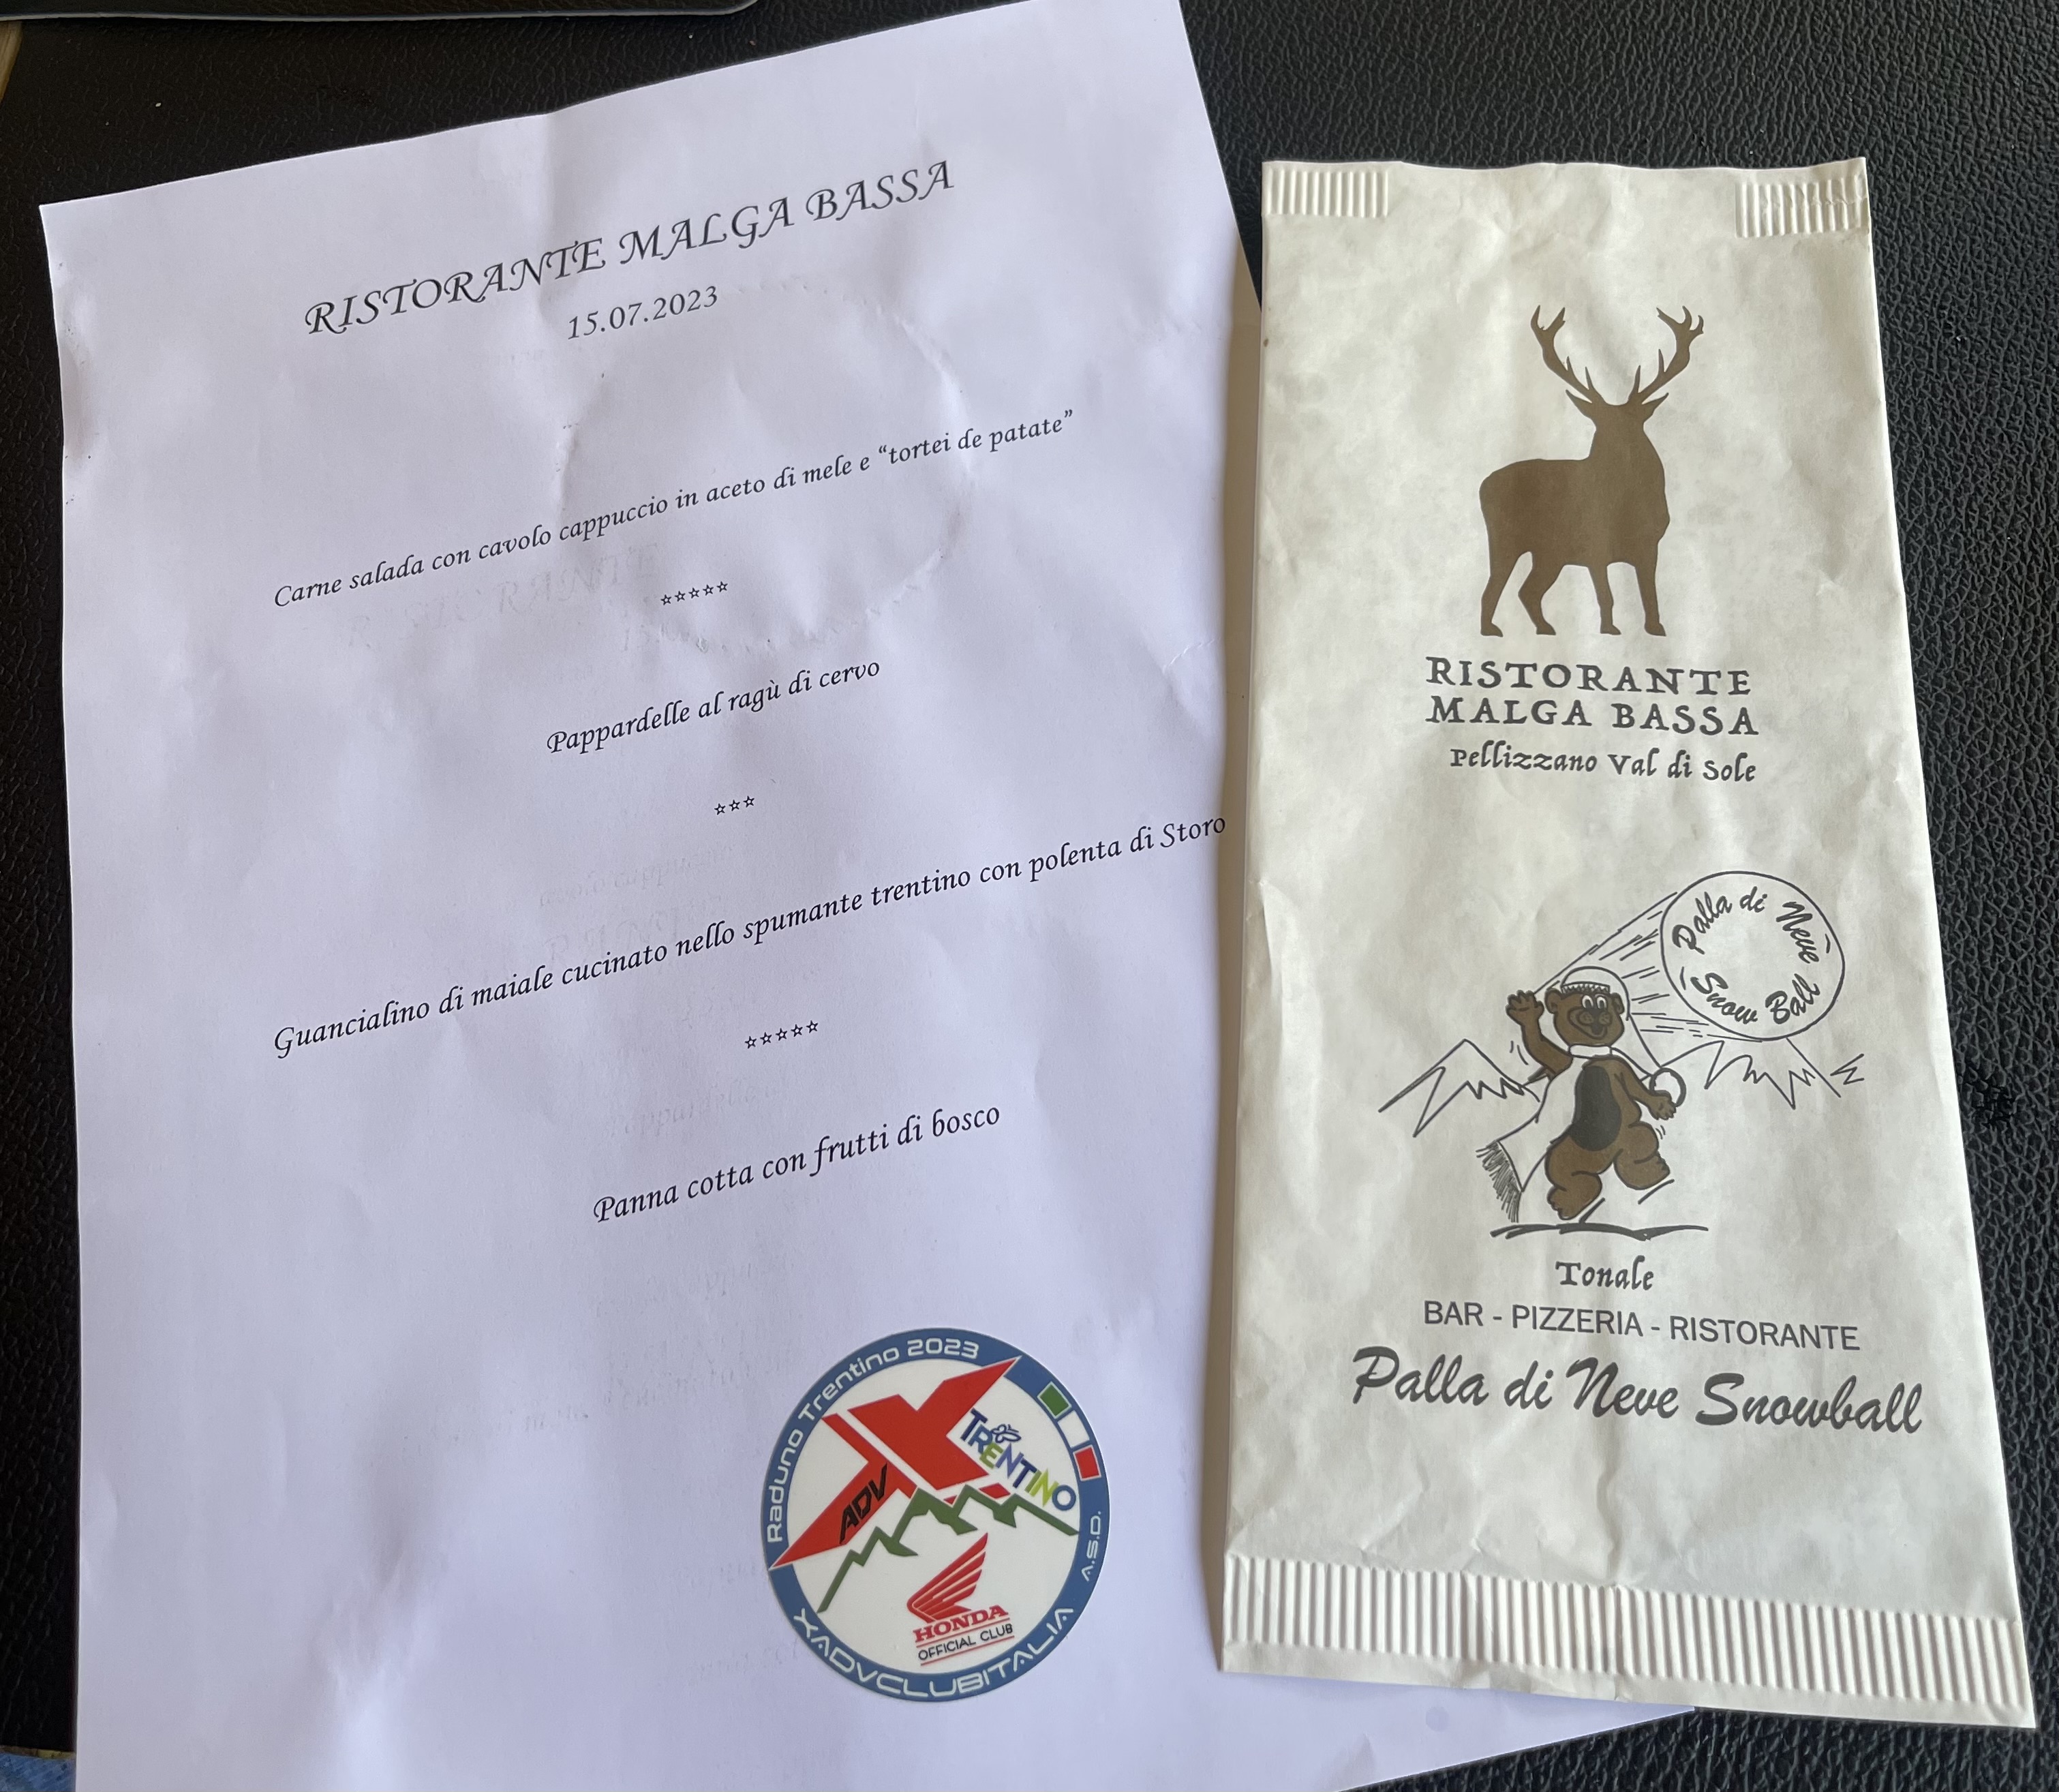 RISTORANTE MALGA BASSA
15.07.2023
Carne salada con cavolo cappuccio in aceto di mele e “tortei de patate”
Pappardelle al ragù di cervo
Guancialino di maiale cucinato nello spumante trentino con polenta di Storo
Panna cotta con frutti di bosco
Raduno Trentino 2023
X
ADV
TRENTINO
HONDA
OFFICIAL CLUB
XADVCLUBITALIA A.S.D.
RISTORANTE
MALGA BASSA
Pellizzano Val di Sole
Palla di Neve
Snow Ball
Tonale
BAR - PIZZERIA - RISTORANTE
Palla di Neve Snowball